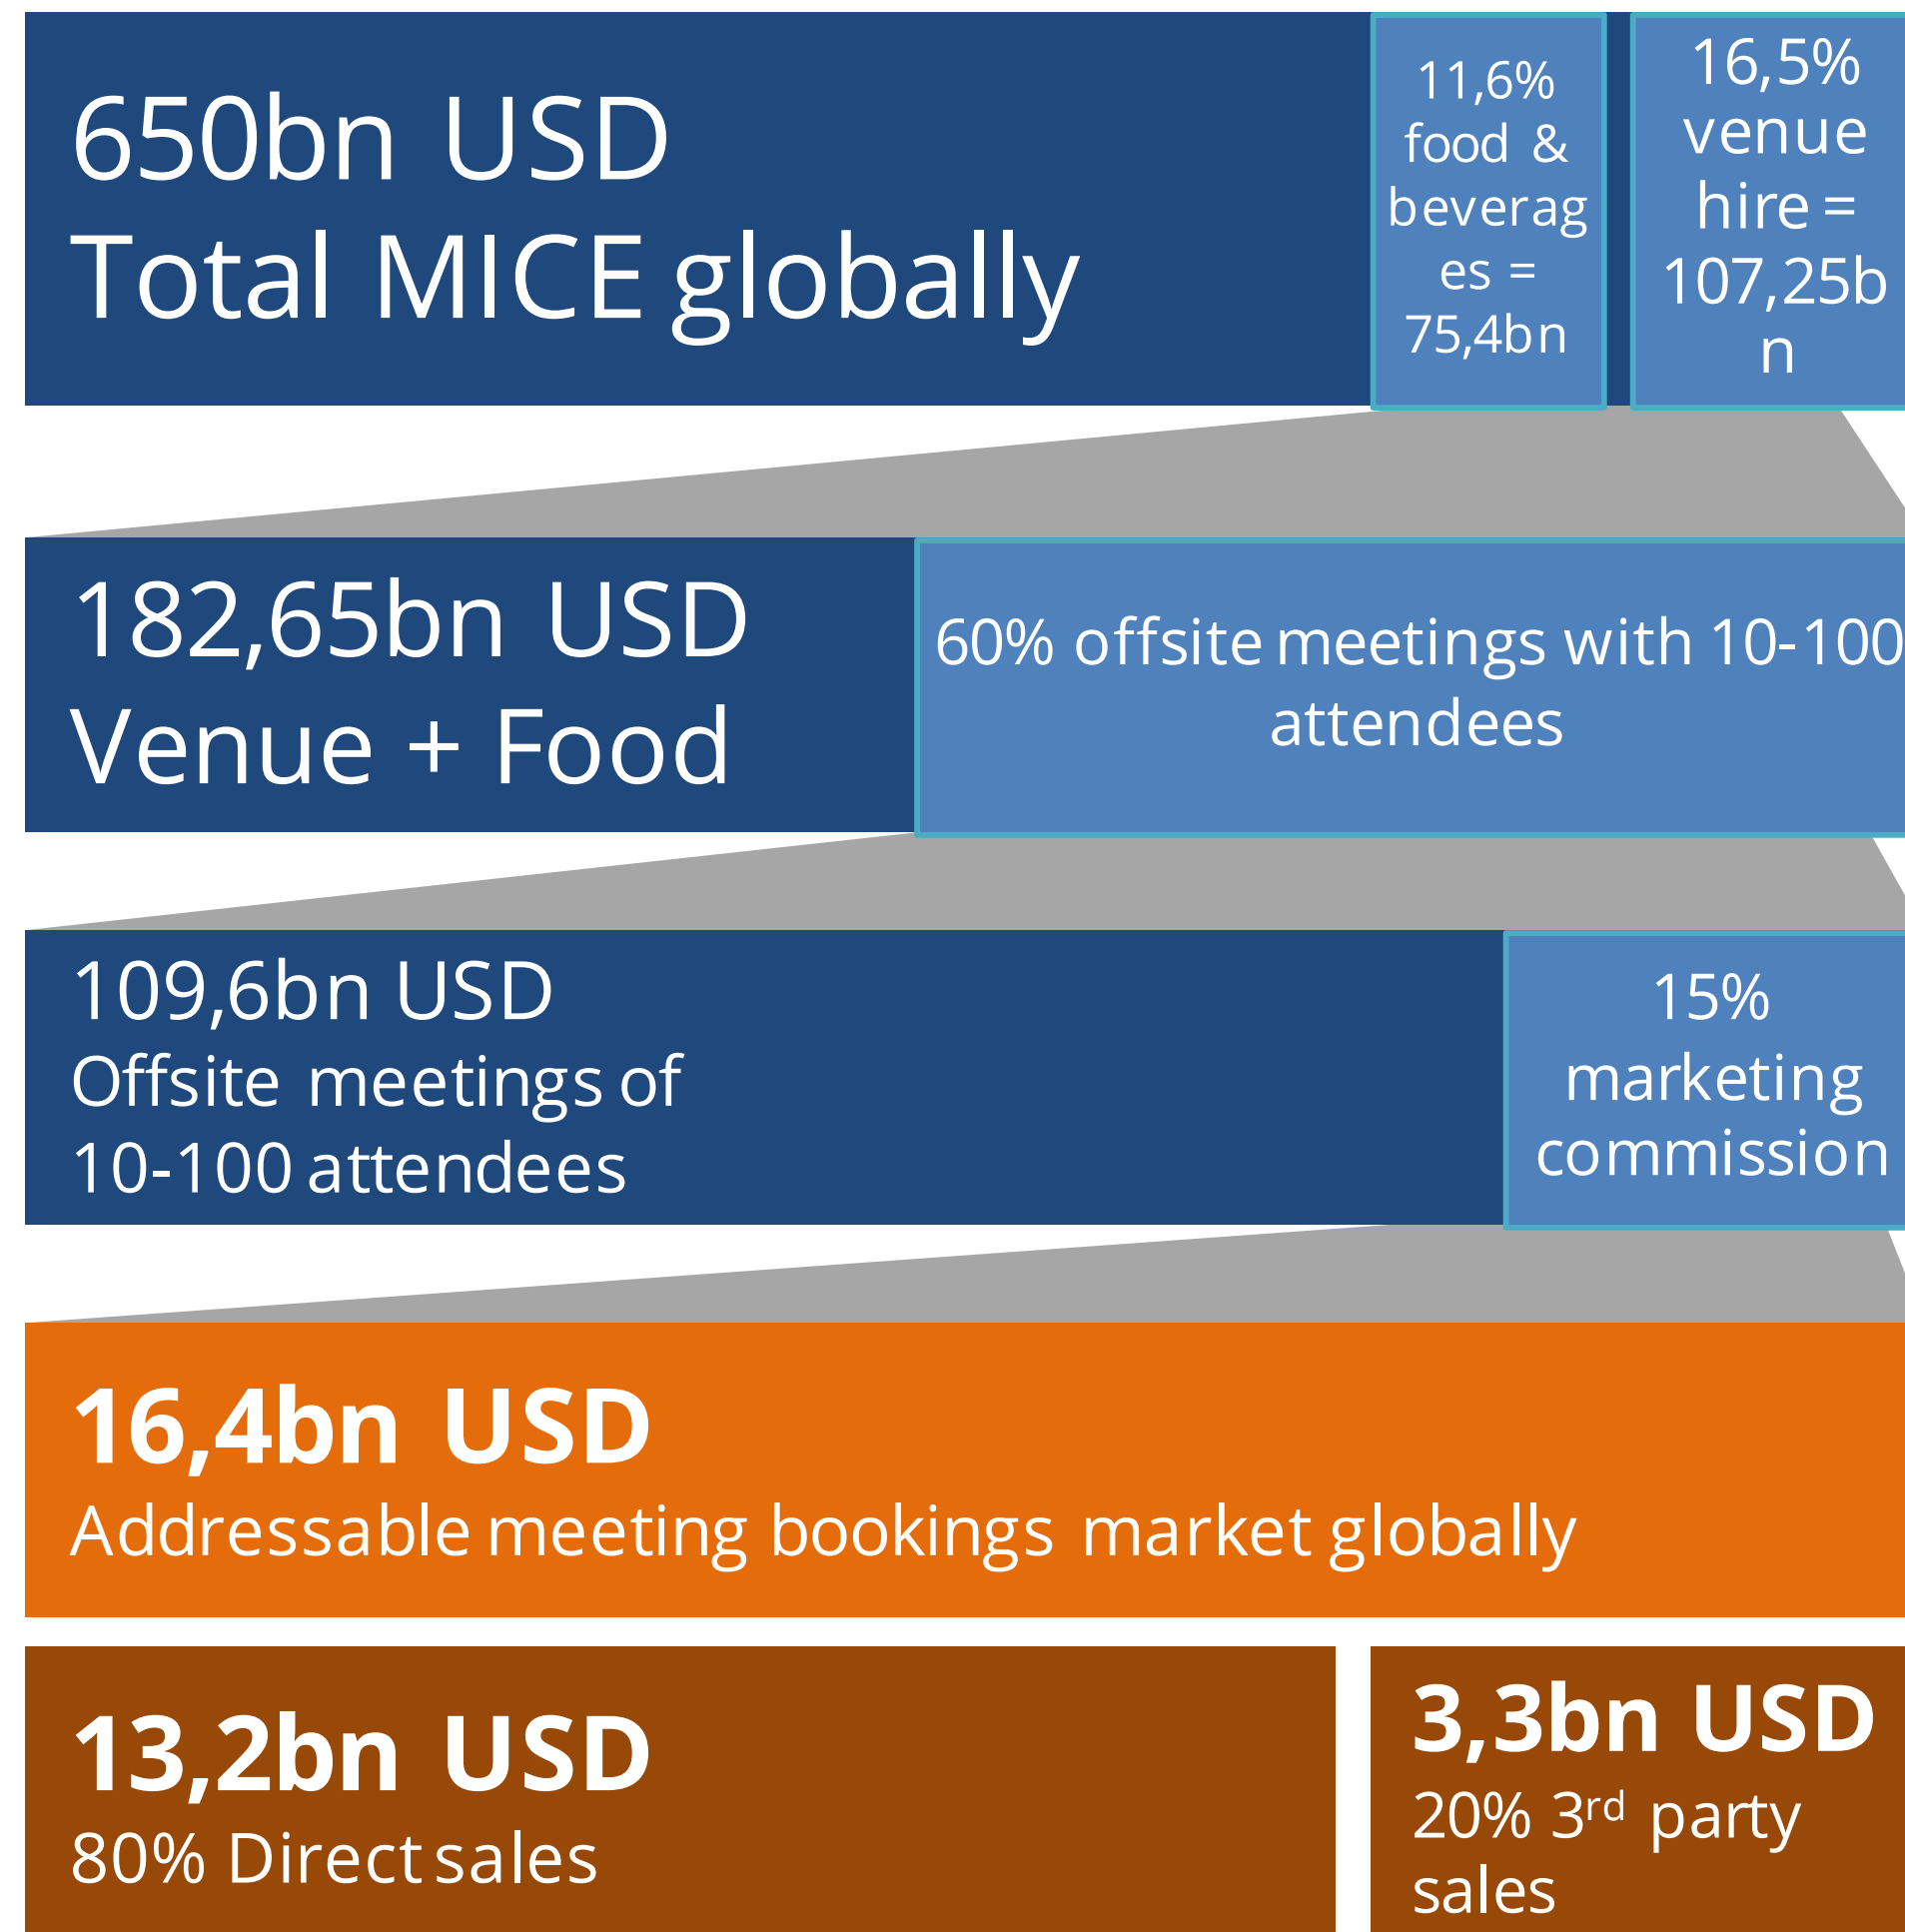 650bn USD
Total MICE globally
11,6%
food &
beverag
es =
75,4bn
16,5%
venue
hire =
107,25b
n
182,65bn USD
Venue + Food
60% offsite meetings with 10-100
attendees
109,6bn USD
Offsite meetings of
10-100 attendees
15%
marketing
commission
16,4bn USD
Addressable meeting bookings market globally
13,2bn USD
80% Direct sales
3,3bn USD
20% 3rd party
sales